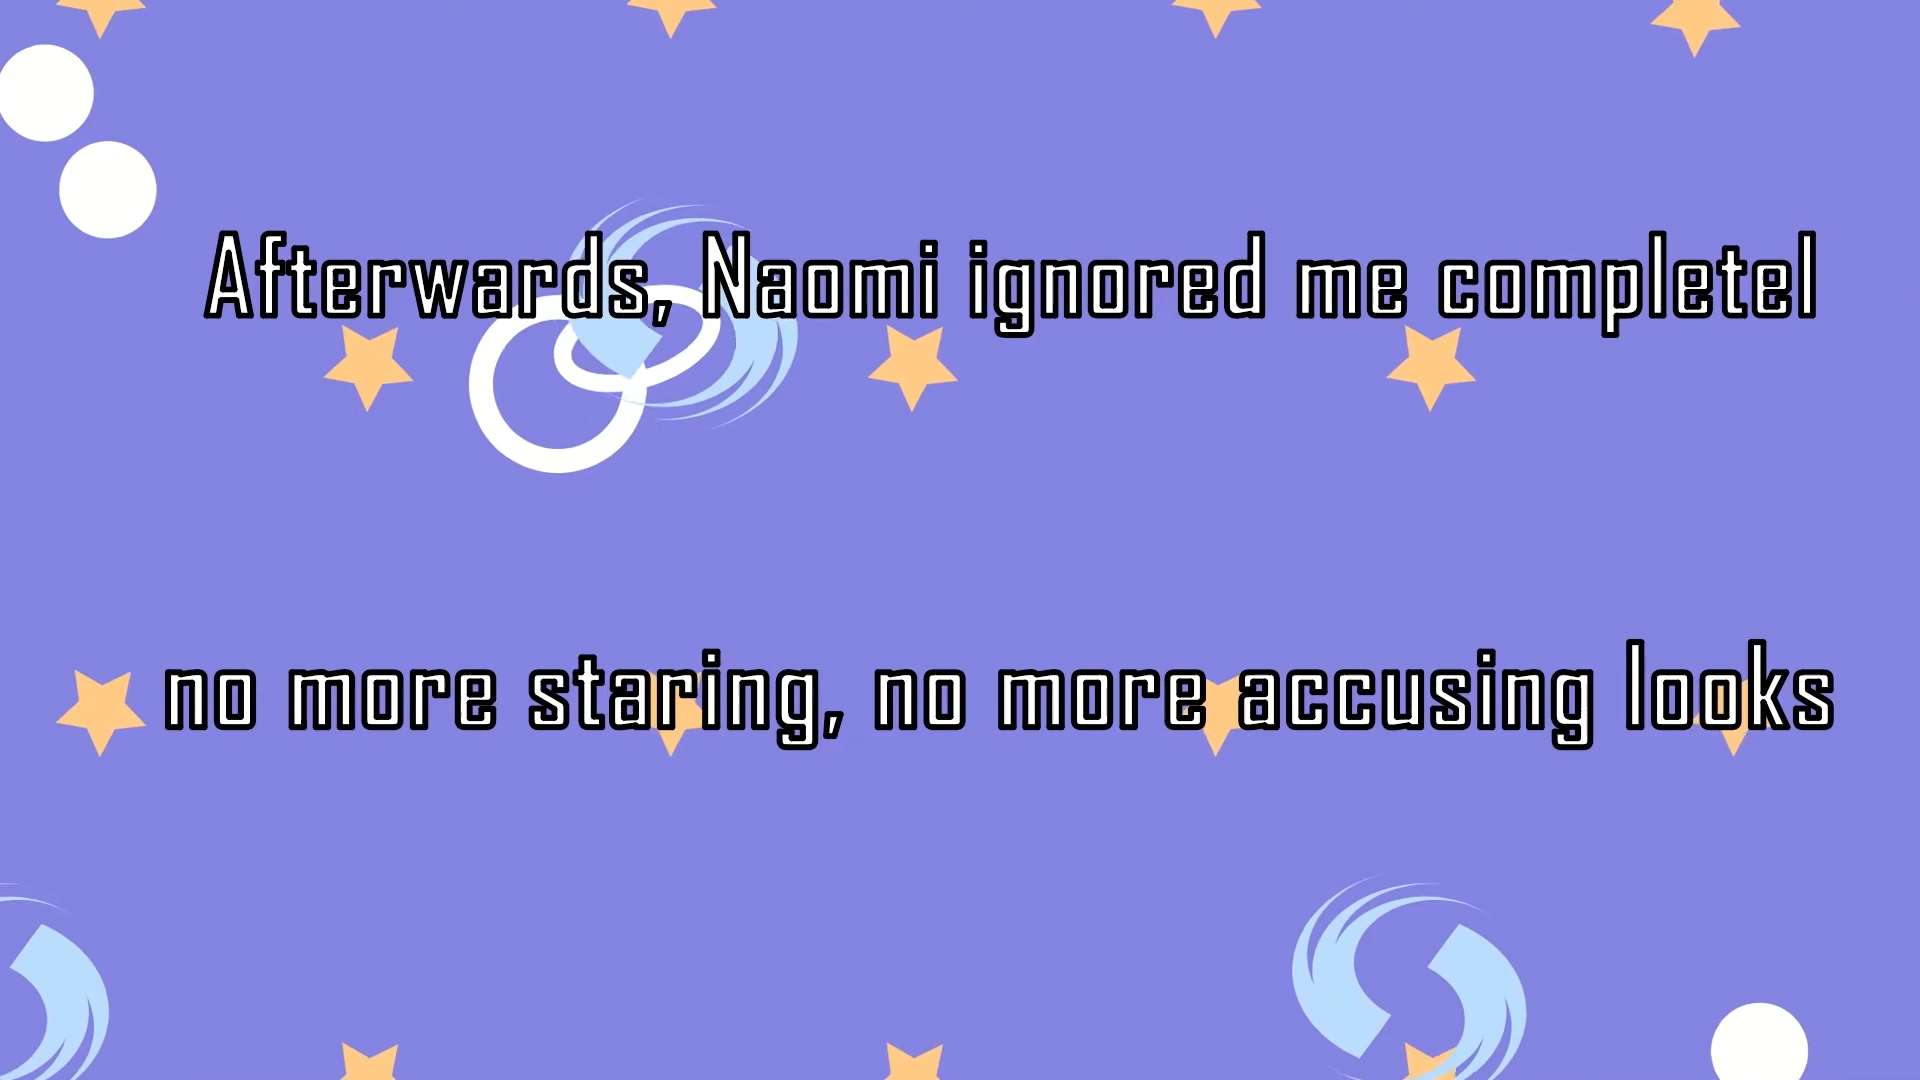 Afterwards, Naomi ignored me completel
no more staring, no more accusing looks